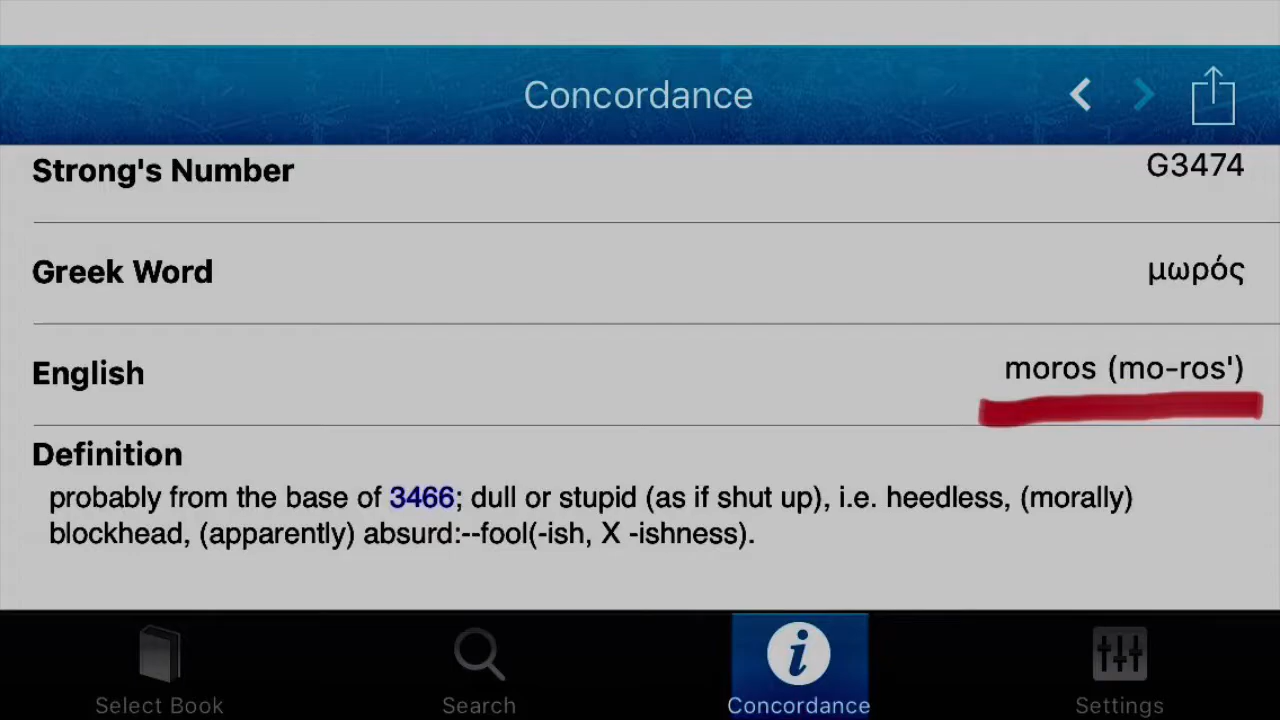 Concordance
Strong's Number G3474
Greek Word μωρός
English moros (mo-ros')
Definition
probably from the base of 3466; dull or stupid (as if shut up), i.e. heedless, (morally)
blockhead, (apparently) absurd:--fool(-ish, X -ishness).
Select Book Search Concordance Settings